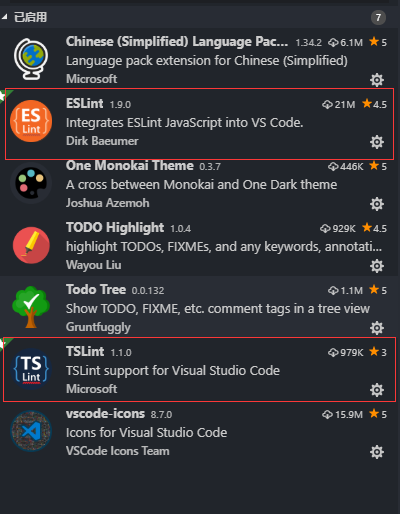 已启用 7
Chinese (Simplified) Language Pac... 1.34.2 6.1M 5
Language pack extension for Chinese (Simplified)
Microsoft
ES
Lint
ESLint 1.9.0 21M 4.5
Integrates ESLint JavaScript into VS Code.
Dirk Baeumer
One Monokai Theme 0.3.7 446K 5
A cross between Monokai and One Dark theme
Joshua Azemoh
TODO Highlight 1.0.4 929K 4.5
highlight TODOs, FIXMEs, and any keywords, annotati...
Wayou Liu
Todo Tree 0.0.132 1.1M 5
Show TODO, FIXME, etc. comment tags in a tree view
Gruntfuggly
TS
Lint
TSLint 1.1.0 979K 3
TSLint support for Visual Studio Code
Microsoft
vscode-icons 8.7.0 15.9M 5
Icons for Visual Studio Code
VSCode Icons Team